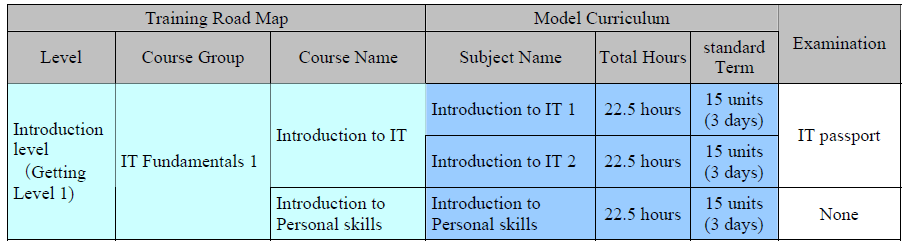 Training Road Map
Model Curriculum
Examination
Level
Course Group
Course Name
Subject Name
Total Hours
standard
Term
Introduction
level
（Getting
Level 1)
IT Fundamentals 1
Introduction to IT
Introduction to IT 1
22.5 hours
15 units
(3 days)
IT passport
Introduction to IT 2
22.5 hours
15 units
(3 days)
Introduction to
Personal skills
Introduction to
Personal skills
22.5 hours
15 units
(3 days)
None